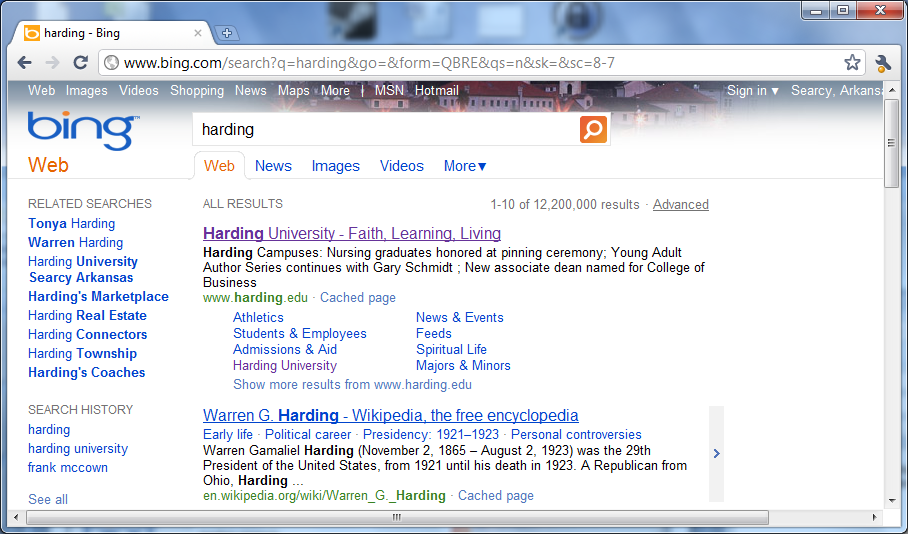 harding - Bing
www.bing.com/search?q=harding&go=&form=QBRE&qs=n&sk=&sc=8-7
Web Images Videos Shopping News Maps More | MSN Hotmail
Sign in ▾ Searcy, Arkansa
bing™
harding
Web
Web News Images Videos More▾
RELATED SEARCHES
Tonya Harding
Warren Harding
Harding University
Searcy Arkansas
Harding's Marketplace
Harding Real Estate
Harding Connectors
Harding Township
Harding's Coaches
SEARCH HISTORY
harding
harding university
frank mccown
See all
ALL RESULTS
1-10 of 12,200,000 results · Advanced
Harding University - Faith, Learning, Living
Harding Campuses: Nursing graduates honored at pinning ceremony; Young Adult
Author Series continues with Gary Schmidt ; New associate dean named for College of
Business
www.harding.edu · Cached page
Athletics News & Events
Students & Employees Feeds
Admissions & Aid Spiritual Life
Harding University Majors & Minors
Show more results from www.harding.edu
Warren G. Harding - Wikipedia, the free encyclopedia
Early life · Political career · Presidency: 1921–1923 · Personal controversies
Warren Gamaliel Harding (November 2, 1865 – August 2, 1923) was the 29th
President of the United States, from 1921 until his death in 1923. A Republican from
Ohio, Harding ...
en.wikipedia.org/wiki/Warren_G._Harding · Cached page